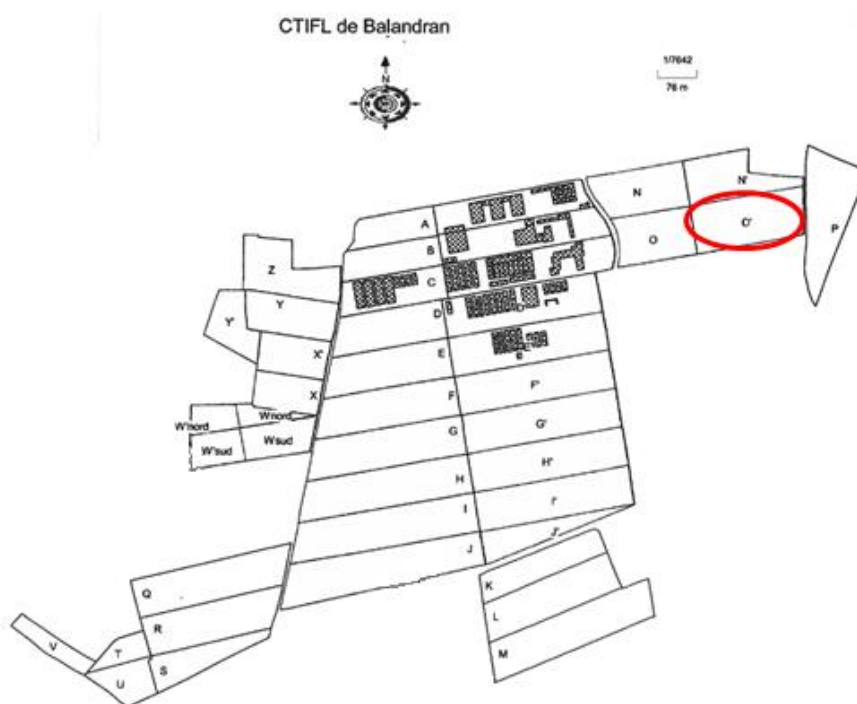 CTIFL de Balandran
1/7642
76 m
N
N
N'
A
O
O'
P
B
Z
C
Y
Y'
D
E
X'
F
F'
X
W'nord
Wnord
G
G'
W'sud
Wsud
H
H'
I
I'
J
J'
K
Q
L
R
M
V
T
S
U